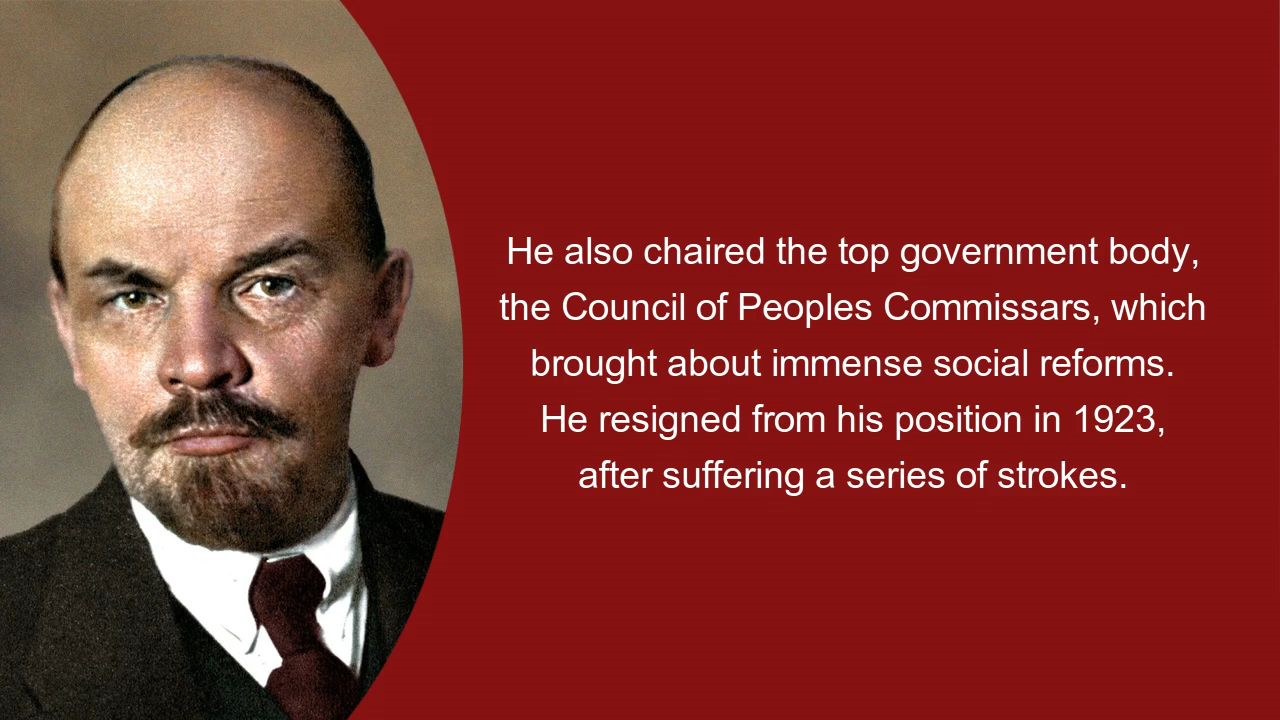 He also chaired the top government body,
the Council of Peoples Commissars, which
brought about immense social reforms.
He resigned from his position in 1923,
after suffering a series of strokes.